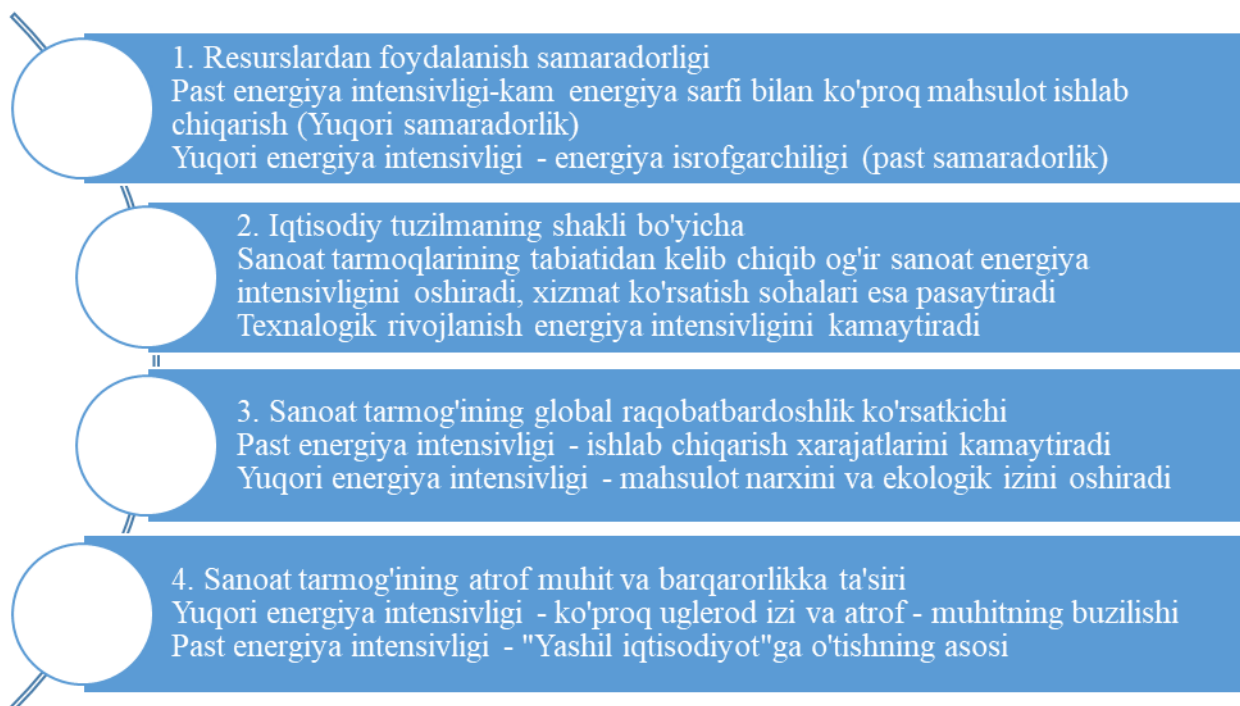 1. Resurslardan foydalanish samaradorligi
Past energiya intensivligi-kam energiya sarfi bilan ko'proq mahsulot ishlab
chiqarish (Yuqori samaradorlik)
Yuqori energiya intensivligi - energiya isrofgarchiligi (past samaradorlik)
2. Iqtisodiy tuzilmaning shakli bo'yicha
Sanoat tarmoqlarining tabiatidan kelib chiqib og'ir sanoat energiya
intensivligini oshiradi, xizmat ko'rsatish sohalari esa pasaytiradi
Texnalogik rivojlanish energiya intensivligini kamaytiradi
3. Sanoat tarmog'ining global raqobatbardoshlik ko'rsatkichi
Past energiya intensivligi - ishlab chiqarish xarajatlarini kamaytiradi
Yuqori energiya intensivligi - mahsulot narxini va ekologik izini oshiradi
4. Sanoat tarmog'ining atrof muhit va barqarorlikka ta'siri
Yuqori energiya intensivligi - ko'proq uglerod izi va atrof - muhitning buzilishi
Past energiya intensivligi - "Yashil iqtisodiyot"ga o'tishning asosi